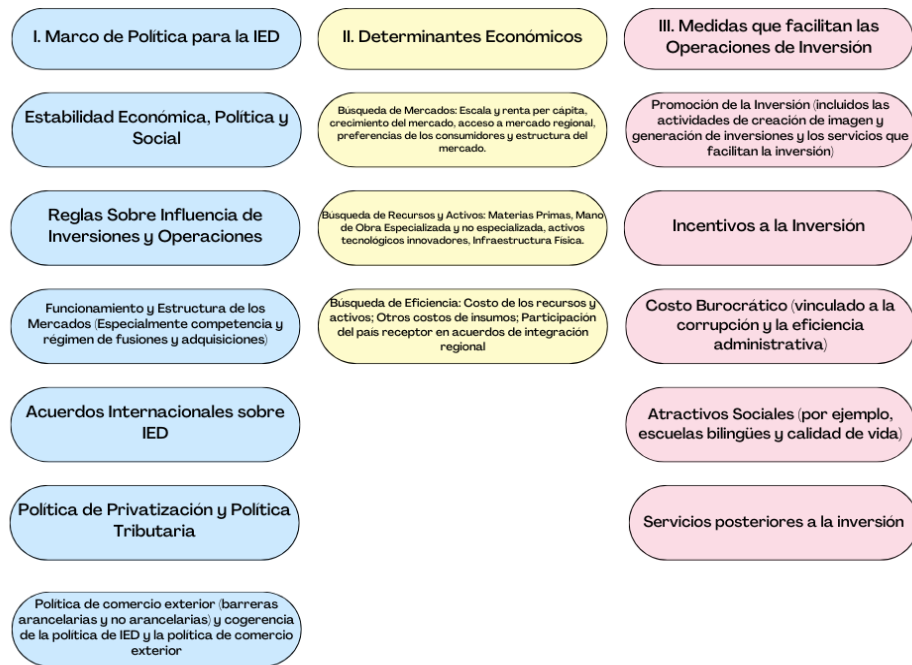 I. Marco de Política para la IED
Estabilidad Económica, Política y
Social
Reglas Sobre Influencia de
Inversiones y Operaciones
Funcionamiento y Estructura de los
Mercados (Especialmente competencia y
régimen de fusiones y adquisiciones)
Acuerdos Internacionales sobre
IED
Política de Privatización y Política
Tributaria
Política de comercio exterior (barreras
arancelarias y no arancelarias) y cogerencia
de la política de IED y la política de comercio
exterior
II. Determinantes Económicos
Búsqueda de Mercados: Escala y renta per cápita,
crecimiento del mercado, acceso a mercado regional,
preferencias de los consumidores y estructura del
mercado.
Búsqueda de Recursos y Activos: Materias Primas, Mano
de Obra Especializada y no especializada, activos
tecnológicos innovadores, Infraestructura Física.
Búsqueda de Eficiencia: Costo de los recursos y
activos; Otros costos de insumos; Participación
del país receptor en acuerdos de integración
regional
III. Medidas que facilitan las
Operaciones de Inversión
Promoción de la Inversión (incluidos las
actividades de creación de imagen y
generación de inversiones y los servicios que
facilitan la inversión)
Incentivos a la Inversión
Costo Burocrático (vinculado a la
corrupción y la eficiencia
administrativa)
Atractivos Sociales (por ejemplo,
escuelas bilingües y calidad de vida)
Servicios posteriores a la inversión